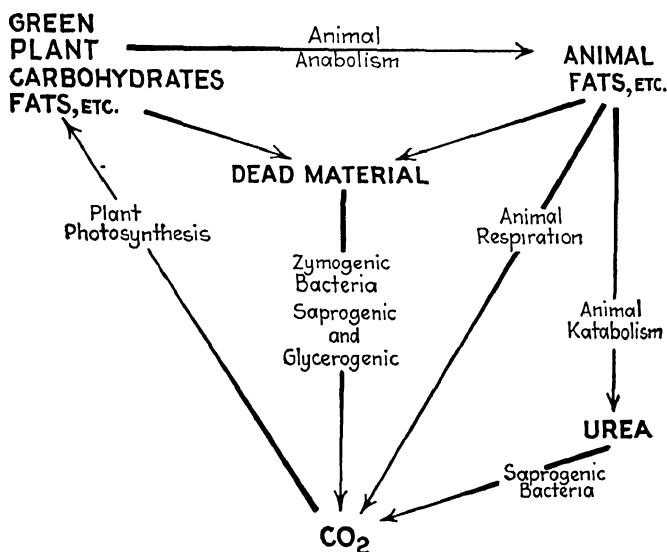 GREEN
PLANT
CARBOHYDRATES
FATS, ETC.
Animal
Anabolism
ANIMAL
FATS, ETC.
DEAD MATERIAL
Plant
Photosynthesis
Zymogenic
Bacteria
Saprogenic
and
Glycerogenic
Animal
Respiration
Animal
Katabolism
UREA
Saprogenic
Bacteria
CO₂